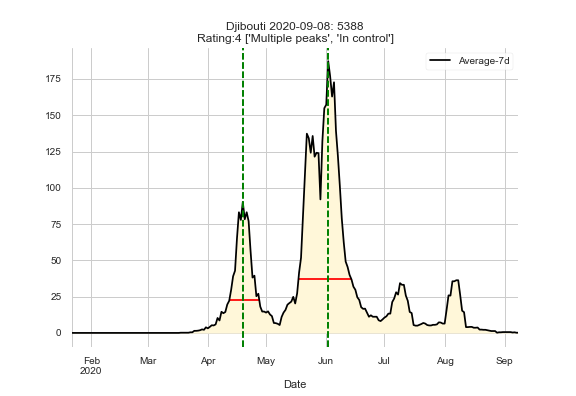 Djibouti 2020-09-08: 5388
Rating:4 ['Multiple peaks', 'In control']
Average-7d
175
150
125
100
75
50
25
0
Feb Mar Apr May Jun Jul Aug Sep
2020
Date